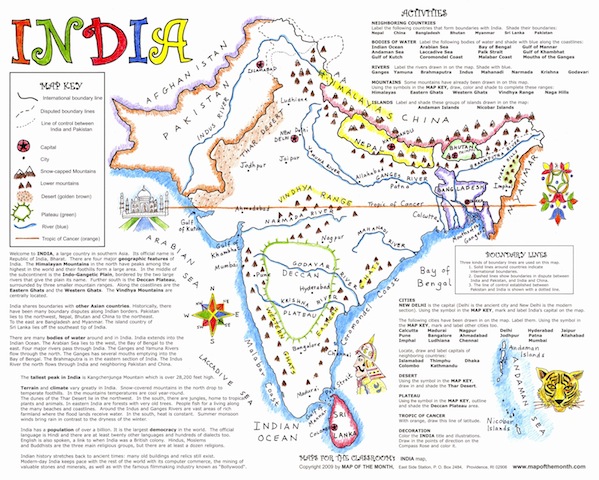 INDIA
MAP KEY
International boundary line
Disputed boundary lines
Line of control between
India and Pakistan
Capital
City
Snow-capped Mountains
Lower mountains
Desert (golden brown)
Plateau (green)
River (blue)
Tropic of Cancer (orange)
Welcome to INDIA, a large country in southern Asia. Its official name is
Republic of India, Bharat. There are four major geographic features of
India. The Himalayan Mountains in the north have peaks among the
highest in the world and their foothills form a large area. In the middle of
the subcontinent is the Indo-Gangetic Plain, bordered by the two large
rivers that give the plain its name. Further south is the Deccan Plateau,
surrounded by three smaller mountain ranges. Along the coastlines are the
Eastern Ghats and the Western Ghats. The Vindhya Mountains are
centrally located.
India shares boundaries with other Asian countries. Historically, there
have been many boundary disputes along Indian borders. Pakistan
lies to the northwest, Nepal, China and Bhutan to the north.
To the east are Bangladesh and Myanmar. The island country of
Sri Lanka lies off the southeast leg of India.
There are many bodies of water around and in India. India extends into the
Indian Ocean. The Arabian Sea lies to the west, the Bay of Bengal to the
east. Four major rivers pass through India. The Ganges and Yamuna Rivers
flow through the north. The Ganges has several mouths emptying into the
Bay of Bengal. The Brahmaputra is in the eastern section of India. The Indus
River the north flows through and neighboring Pakistan and China.
The tallest peak in India is Kangchenjunga Mountain which is over 28,200 feet high.
Terrain and climate vary greatly in India. Snow-covered mountains in the north drop to
temperate foothills. In the mountains temperatures are cool year-round.
The dunes of the Thar Desert lie in the northwest. In the south, there are jungles, home to tropical
plants and animals. In eastern India are forests with very old trees. People fish for a living along
the many beaches and coastlines. Around the Indus and Ganges Rivers are vast areas of rich
farmland where the flood lands receive water. In the south, heat is constant. Summer monsoon
winds bring rain in contrast to the dryness of the winter.
India has a population of over a billion. It is the largest democracy in the world. The official
language is Hindi and there are at least twenty other languages and hundreds of dialects too.
English is also spoken, a link to when India was a British colony. Hindus, Moslems
and Buddhists are the three main religious groups, but there are at least a dozen religions.
Indian history stretches back to ancient times: many old buildings and relics still exist.
Modern-day India keeps pace with the rest of the world with its computer commerce, the mining of
valuable stones and minerals, as well as with the famous filmmaking industry known as "Bollywood".
AFGHANISTAN
PAKISTAN
Islamabad
Ludhiana
INDUS
THAR DESERT
HIMALAYAS
CHINA
NEW DELHI
Delhi
Jodhpur
Jaipur
NEPAL
BHUTAN
Allahabad
GANGES RIVER
Patna
BANGLADESH
Imphal
MYANMAR
Calcutta
Tropic of Cancer
Ahmadabad
VINDHYA RANGE
NARMADA RIVER
Gulf of Kutch
Gulf of Khambhat
Nagpur
Mumbai
Pune
GODAVARI
DECCAN
Hyderabad
KRISHNA RIVER
PLATEAU
ARABIAN SEA
Bay of Bengal
Chennai
Madurai
SRI LANKA
INDIAN OCEAN
Andaman Islands
Nicobar Islands
ACTIVITIES
NEIGHBORING COUNTRIES
Label the following countries that form boundaries with India. Shade their boundaries:
Nepal China Bangladesh Bhutan Myanmar Sri Lanka Pakistan
BODIES OF WATER Label the following bodies of water and shade with blue along the coastlines:
Indian Ocean Arabian Sea Bay of Bengal Gulf of Mannar
Andaman Sea Laccadive Sea Palk Strait Gulf of Khambhat
Gulf of Kutch Coromondel Coast Malabar Coast Mouths of the Ganges
RIVERS Label the rivers drawn in on the map. Shade with blue.
Ganges Yamuna Brahmaputra Indus Mahanadi Narmada Krishna Godavari
MOUNTAINS Some mountains have already been drawn in on this map.
Using the symbols in the MAP KEY, draw, color and shade to complete these ranges:
Himalayas Eastern Ghats Western Ghats Vindhya Range Naga Hills
ISLANDS Label and shade these groups of islands drawn in on the map:
Andaman Islands Nicobar Islands
BOUNDARY LINES
Three kinds of boundary lines are used on this map.
1. Solid lines around countries indicate
international boundaries.
2. Dashed lines show boundaries in dispute between
India and Pakistan, and India and China.
3. The line of control established between
Pakistan and India is shown with a dotted line.
CITIES
NEW DELHI is the capital (Delhi is the ancient city and New Delhi is the modern
section). Using the symbol in the MAP KEY, mark and label India's capital on the map.
The following cities have been drawn on the map. Label them. Using the symbol in
the MAP KEY, mark and label other cities too.
Calcutta Madurai Pune Delhi Hyderabad Jaipur
Imphal Ludhiana Chennai
Locate, draw and label capitals of
neighboring countries:
Islamabad Thimphu Dhaka
Colombo Kathmandu
DESERT
Using the symbol in the MAP KEY,
draw in and shade the Thar Desert.
PLATEAU
Using the symbol in MAP KEY, outline
and shade the Deccan Plateau area.
TROPIC OF CANCER
With orange, draw this line of latitude.
DECORATION
Color the INDIA title and illustrations.
Draw in the points of direction on the
Compass Rose and color it.
MAPS FOR THE CLASSROOM INDIA map.
Copyright 2009 by MAP OF THE MONTH, East Side Station, P.O. Box 2484, Providence, RI 02906 www.mapofthemonth.com